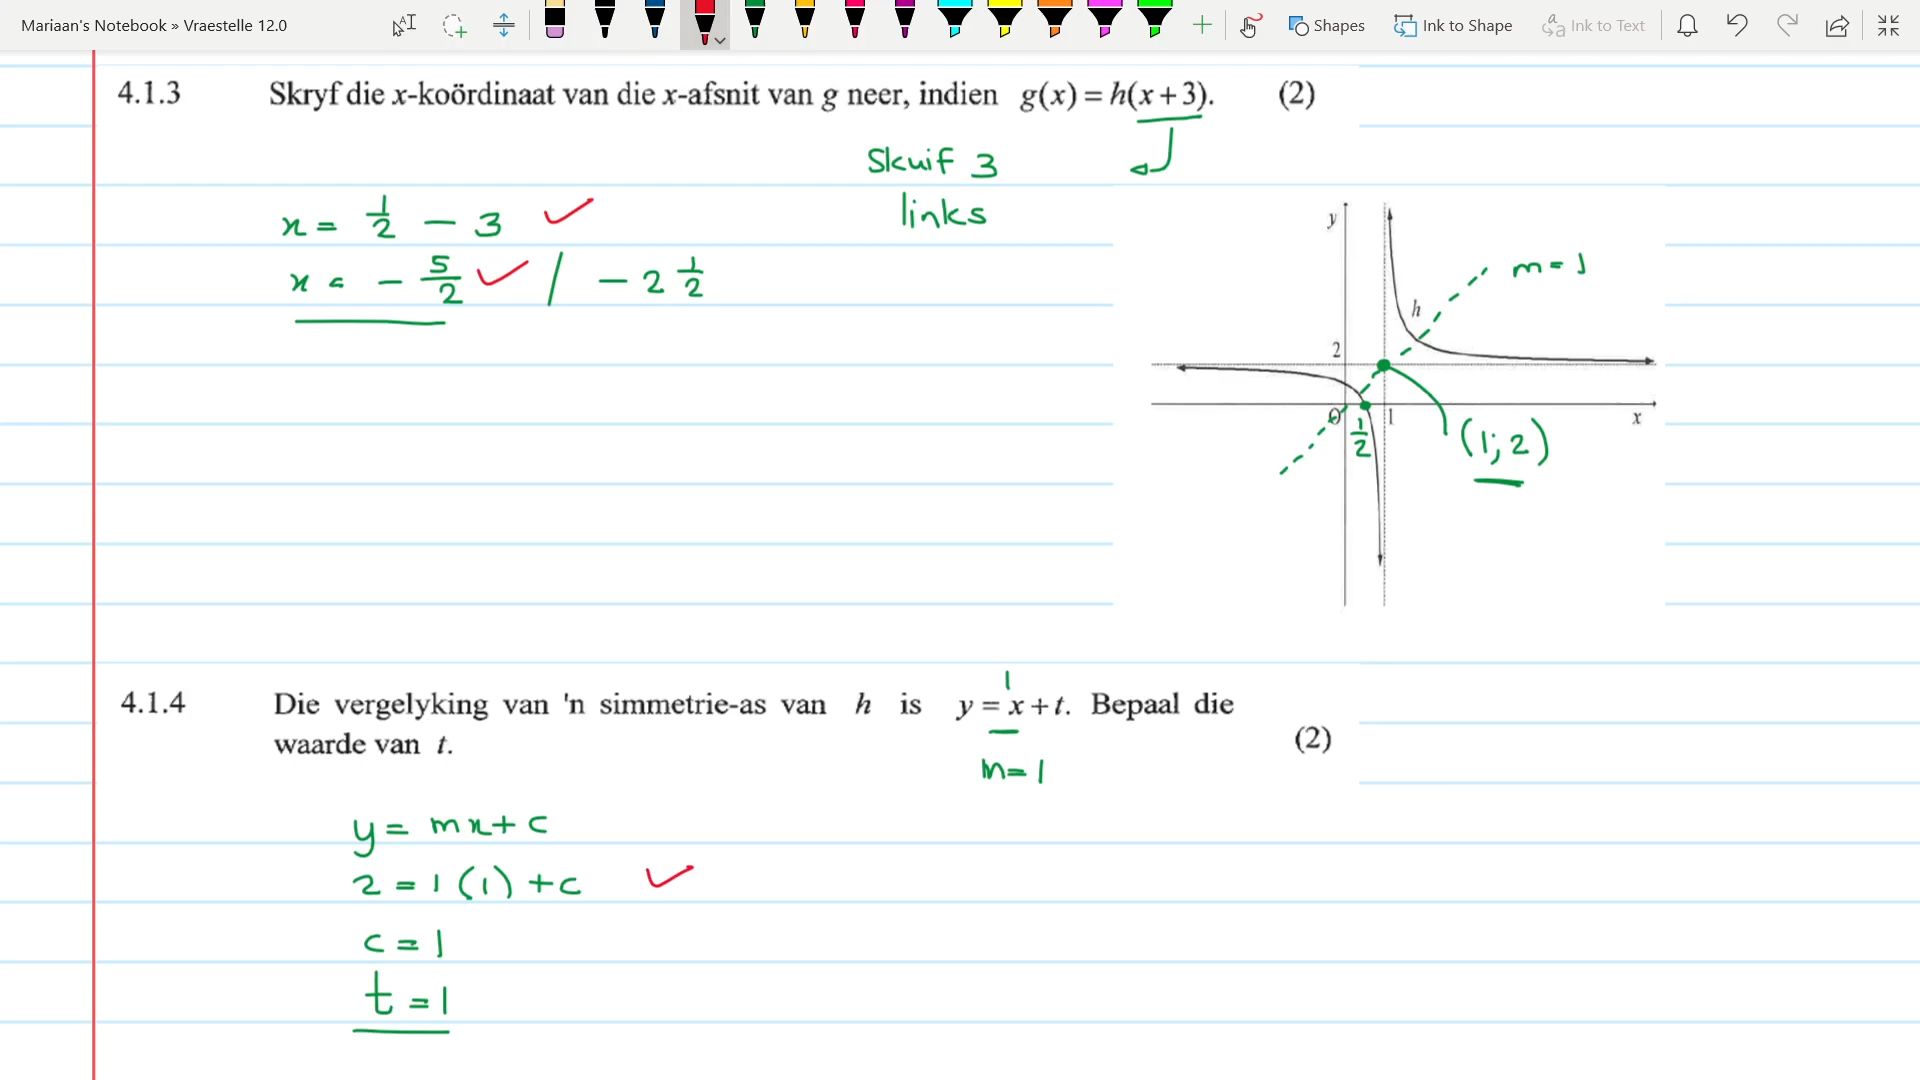 Mariaan's Notebook » Vraestelle 12.0
Shapes
Ink to Shape
Ink to Text
4.1.3 Skryf die x-koördinaat van die x-afsnit van g neer, indien g(x) = h(x + 3). (2)
Skuif 3
links
x = 1/2 - 3
x = - 5/2 / - 2 1/2
y
m = 1
h
2
0
1/2
1
x
(1; 2)
1
4.1.4 Die vergelyking van 'n simmetrie-as van h is y = x + t. Bepaal die
waarde van t. (2)
m = 1
y = mx + c
2 = 1 (1) + c
c = 1
t = 1